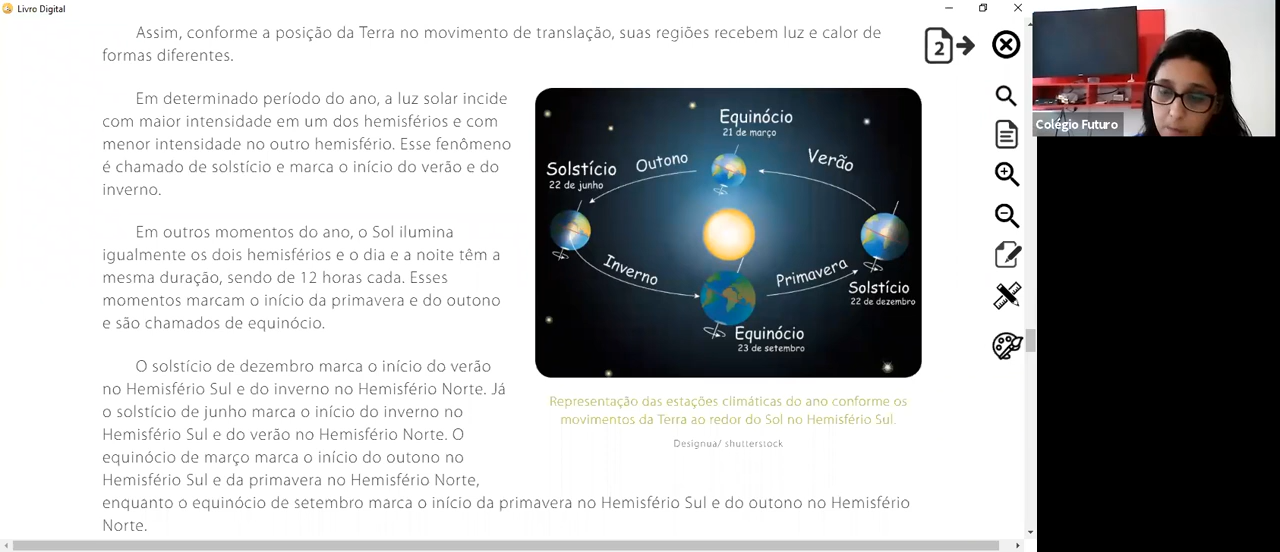 Livro Digital
Assim, conforme a posição da Terra no movimento de translação, suas regiões recebem luz e calor de
formas diferentes.
Em determinado período do ano, a luz solar incide
com maior intensidade em um dos hemisférios e com
menor intensidade no outro hemisfério. Esse fenômeno
é chamado de solstício e marca o início do verão e do
inverno.
Em outros momentos do ano, o Sol ilumina
igualmente os dois hemisférios e o dia e a noite têm a
mesma duração, sendo de 12 horas cada. Esses
momentos marcam o início da primavera e do outono
e são chamados de equinócio.
O solstício de dezembro marca o início do verão
no Hemisfério Sul e do inverno no Hemisfério Norte. Já
o solstício de junho marca o início do inverno no
Hemisfério Sul e do verão no Hemisfério Norte. O
equinócio de março marca o início do outono no
Hemisfério Sul e da primavera no Hemisfério Norte,
enquanto o equinócio de setembro marca o início da primavera no Hemisfério Sul e do outono no Hemisfério
Norte.
Equinócio
21 de março
Solstício
22 de junho
Outono
Verão
Inverno
Primavera
Solstício
22 de dezembro
Equinócio
23 de setembro
Representação das estações climáticas do ano conforme os
movimentos da Terra ao redor do Sol no Hemisfério Sul.
Designua/ shutterstock
2
Colégio Futuro